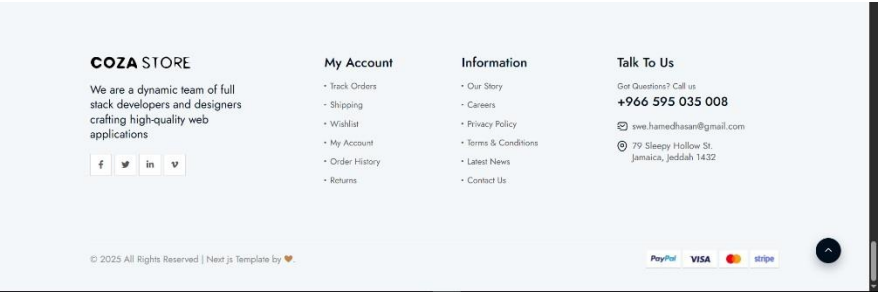 COZA STORE
We are a dynamic team of full
stack developers and designers
crafting high-quality web
applications
My Account
• Track Orders
• Shipping
• Wishlist
• My Account
• Order History
• Returns
Information
• Our Story
• Careers
• Privacy Policy
• Terms & Conditions
• Latest News
• Contact Us
Talk To Us
Got Questions? Call us
+966 595 035 008
swe.hamedhasan@gmail.com
79 Sleepy Hollow St.
Jamaica, Jeddah 1432
© 2025 All Rights Reserved | Next js Template by 🤎.
PayPal VISA stripe